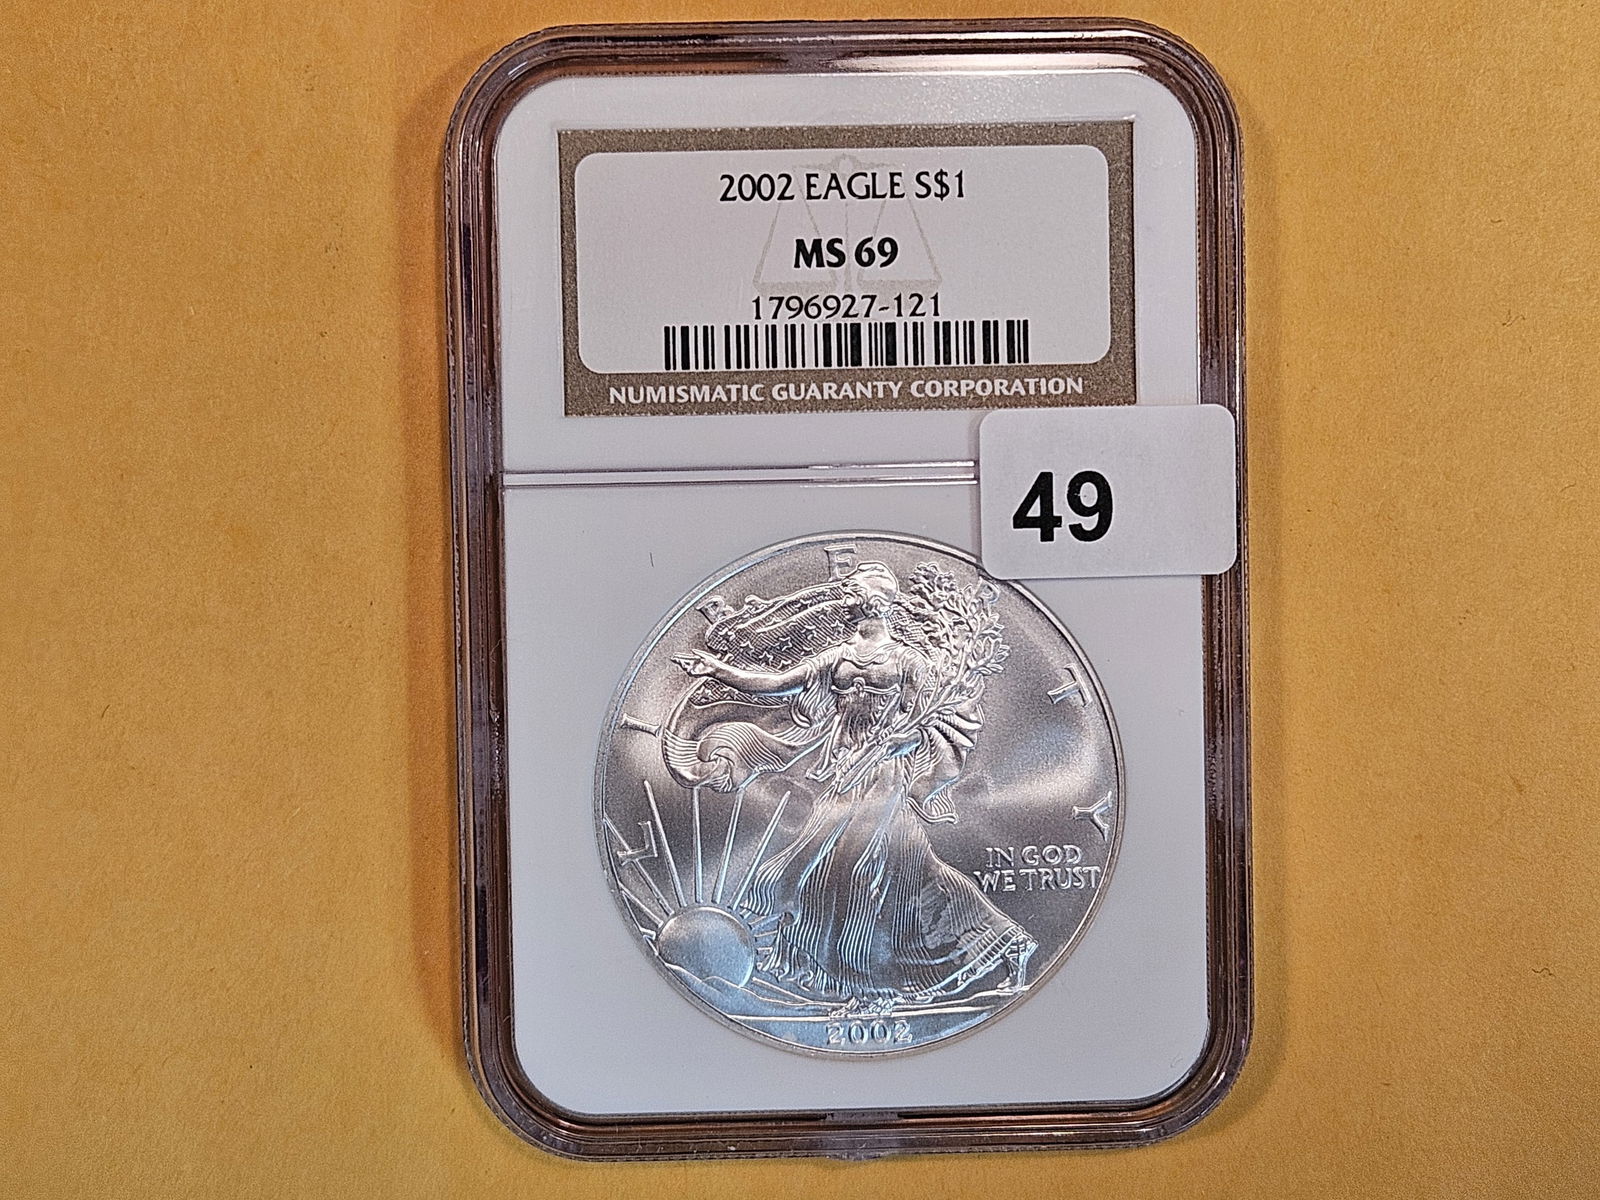 2002 EAGLE S$1
MS 69
1796927-121
NUMISMATIC GUARANTY CORPORATION
49
LIBERTY
IN GOD
WE TRUST
2002